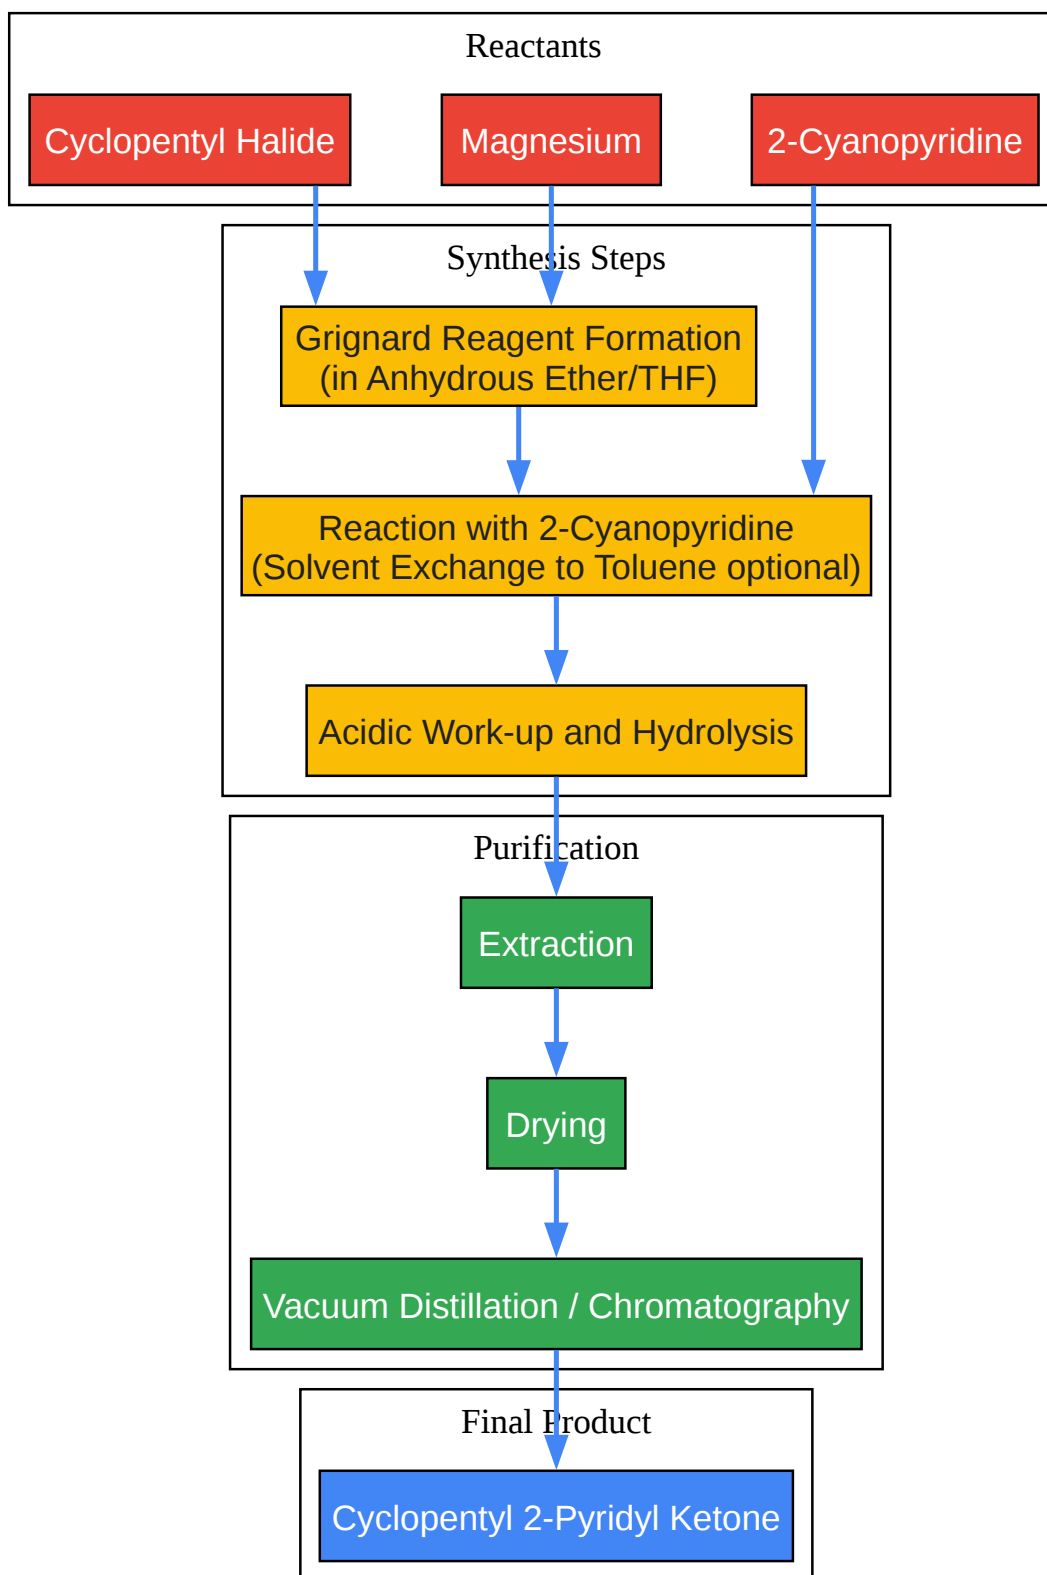 Reactants
Cyclopentyl Halide
Magnesium
2-Cyanopyridine
Synthesis Steps
Grignard Reagent Formation
(in Anhydrous Ether/THF)
Reaction with 2-Cyanopyridine
(Solvent Exchange to Toluene optional)
Acidic Work-up and Hydrolysis
Purification
Extraction
Drying
Vacuum Distillation / Chromatography
Final Product
Cyclopentyl 2-Pyridyl Ketone